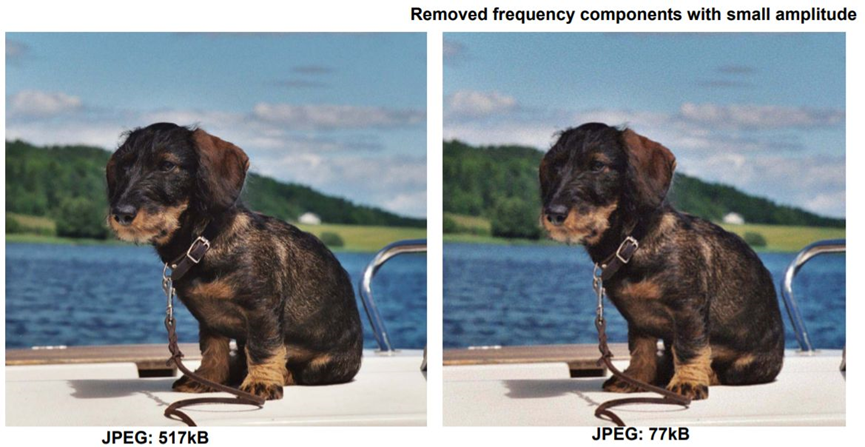 Removed frequency components with small amplitude
JPEG: 517kB
JPEG: 77kB